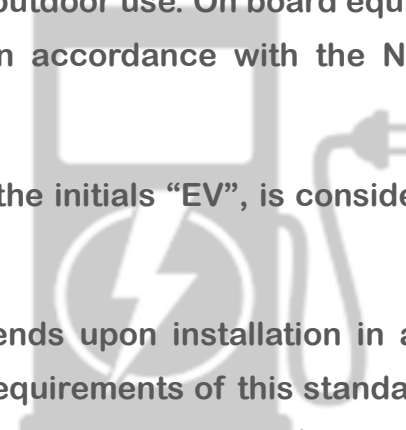 outdoor use. On board equ
n accordance with the N
the initials “EV”, is conside
ends upon installation in a
equirements of this standa